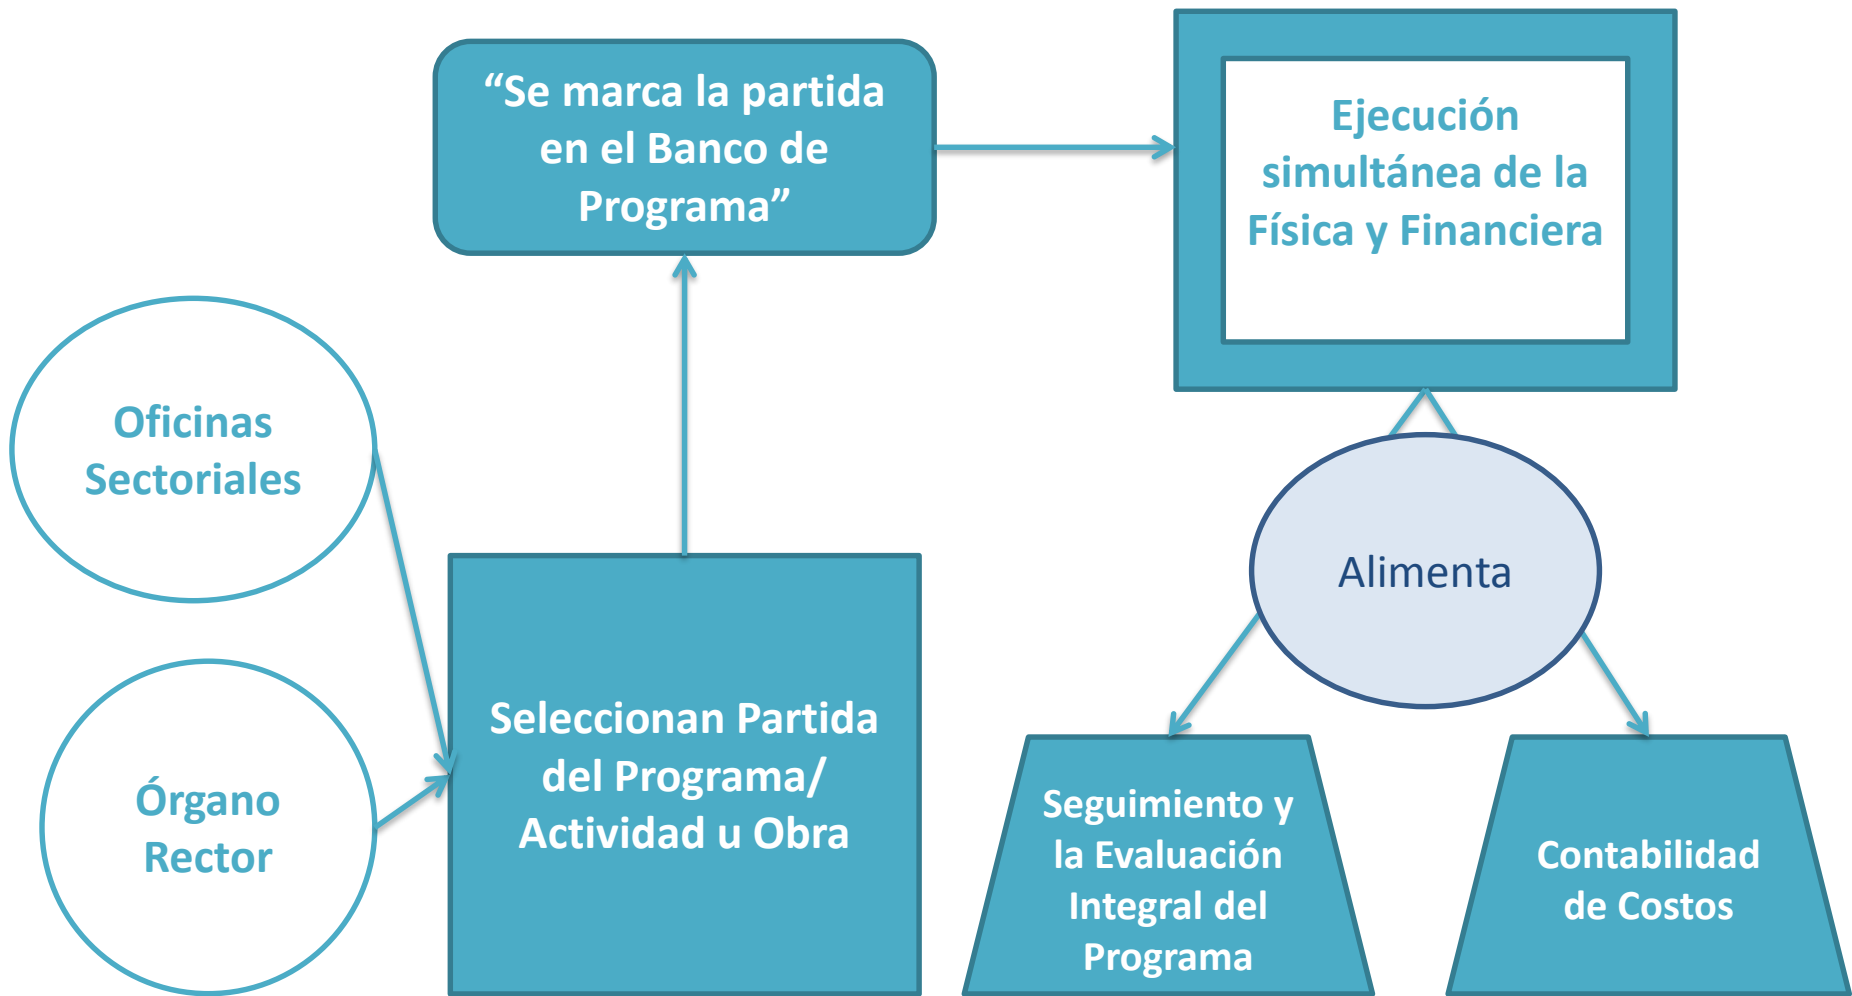 “Se marca la partida
en el Banco de
Programa”
Ejecución
simultánea de la
Física y Financiera
Oficinas
Sectoriales
Órgano
Rector
Seleccionan Partida
del Programa/
Actividad u Obra
Alimenta
Seguimiento y
la Evaluación
Integral del
Programa
Contabilidad
de Costos